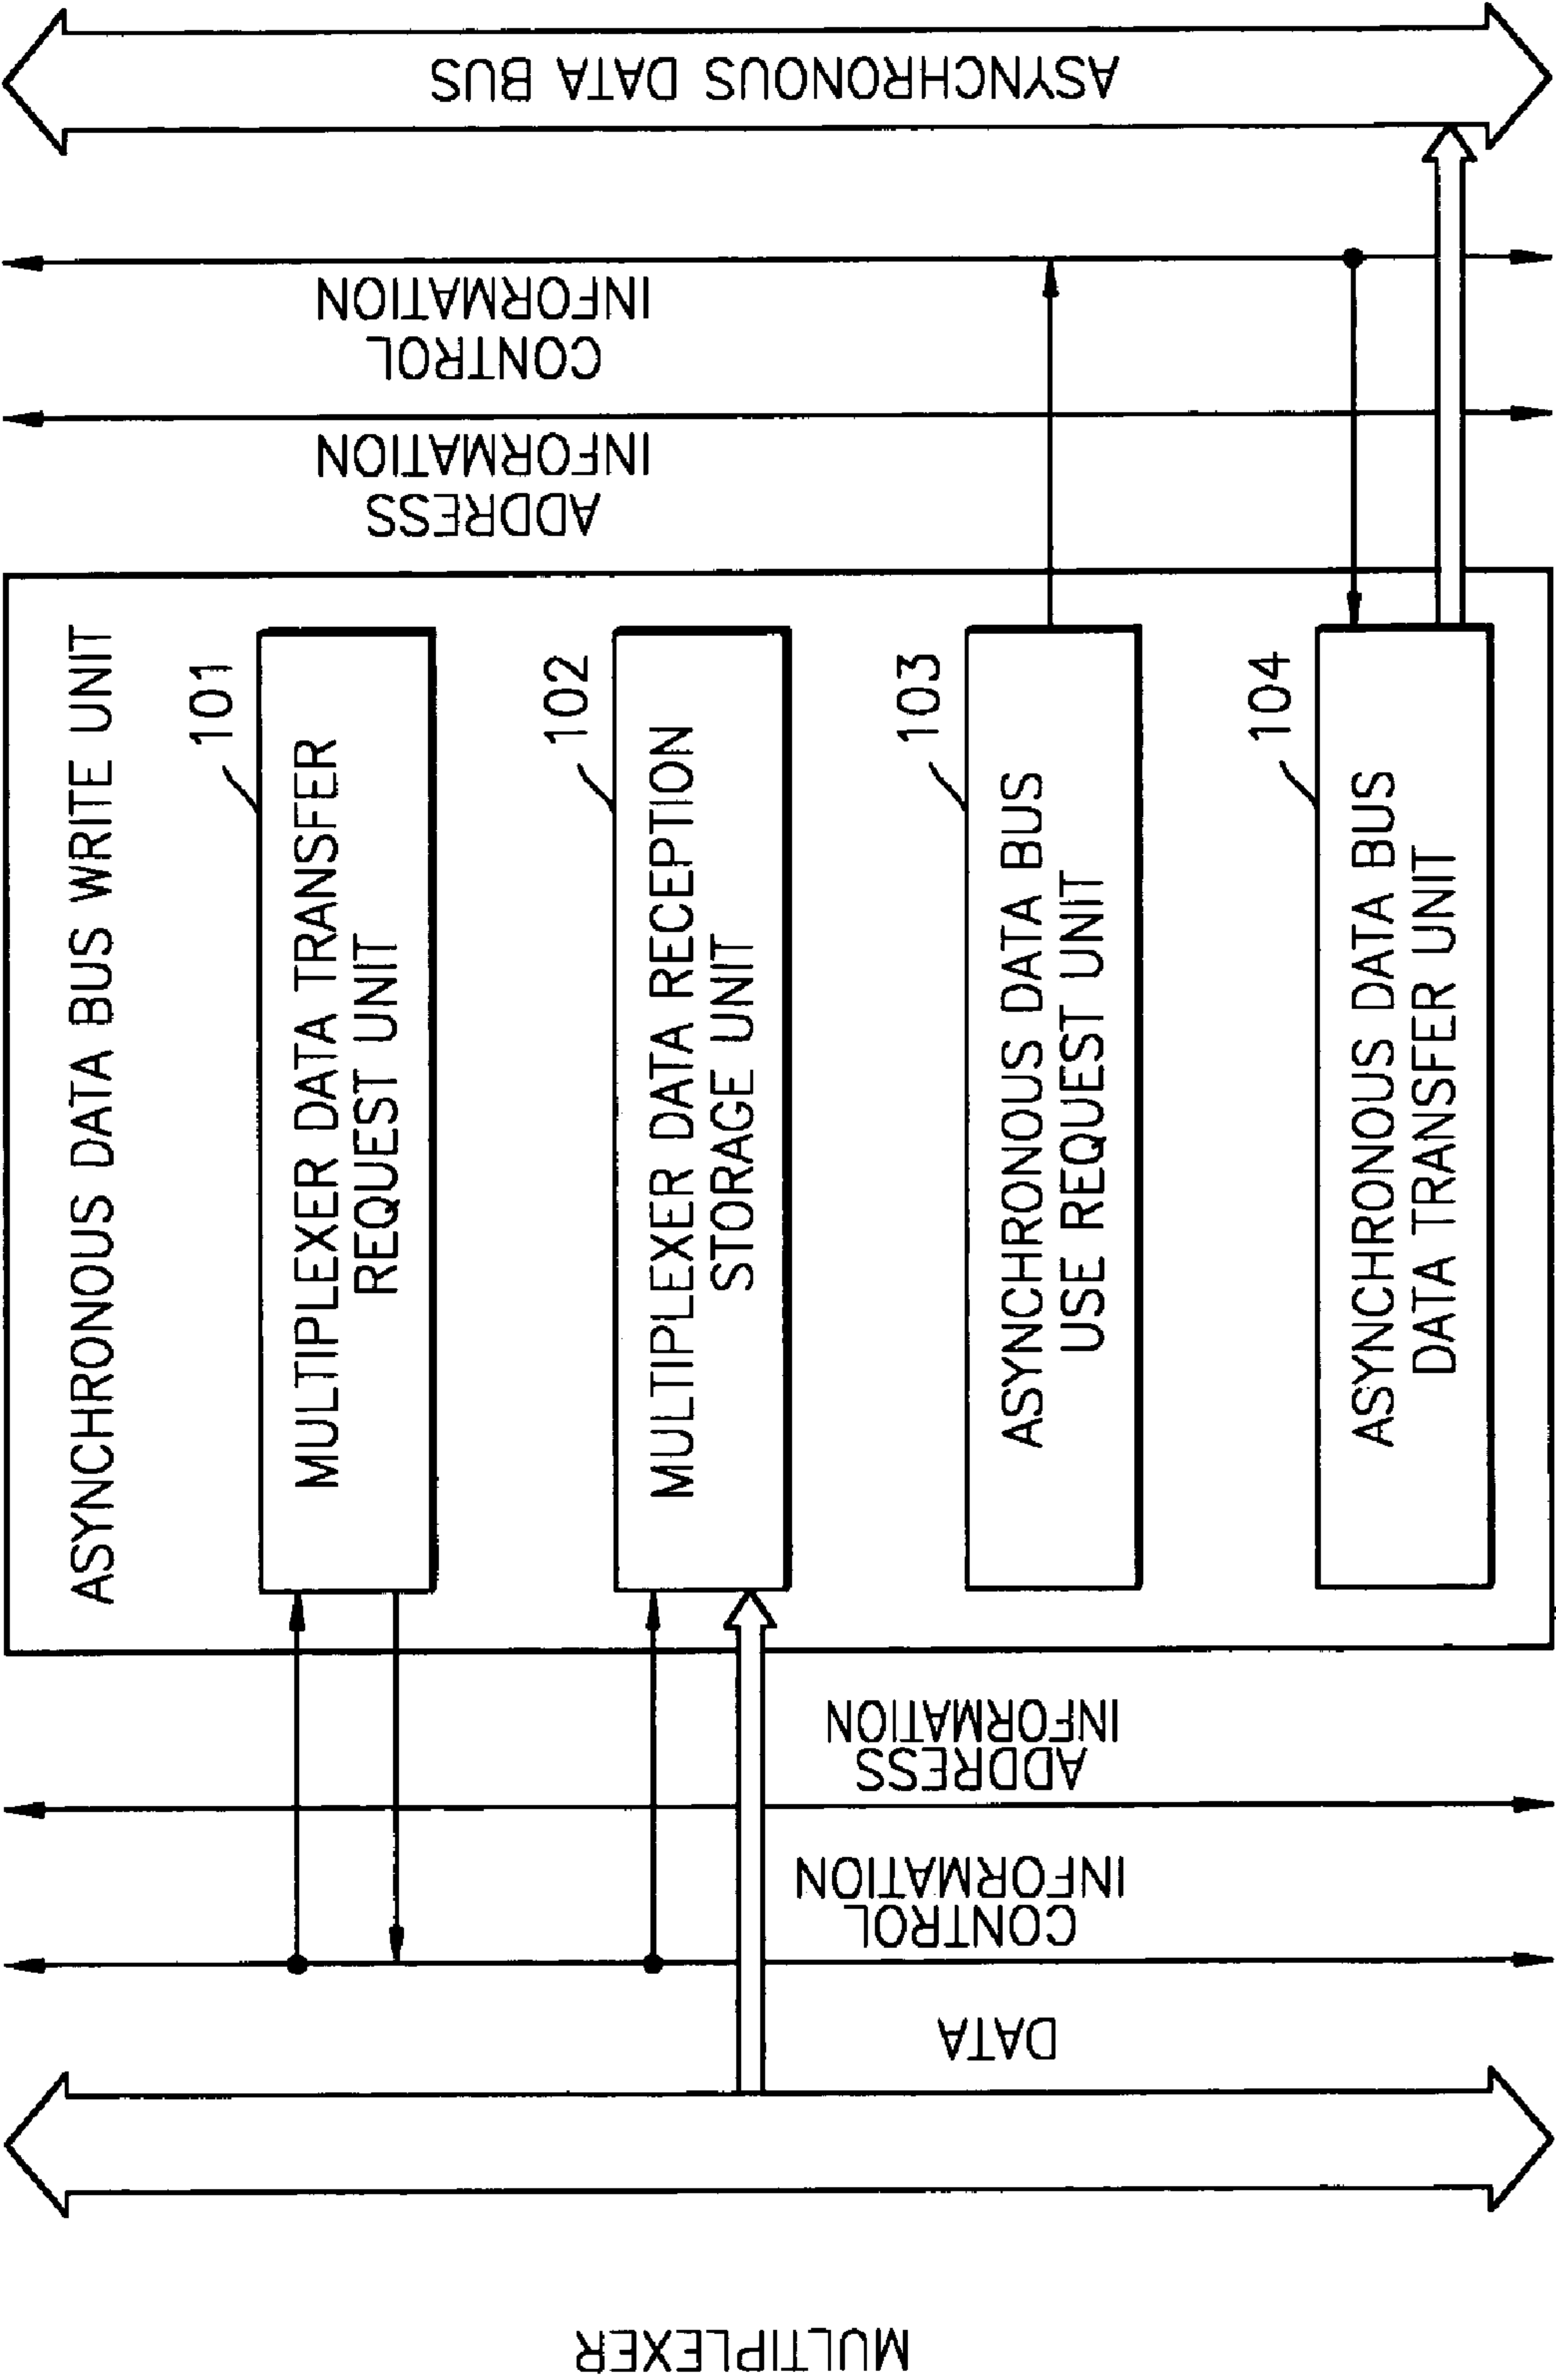 MULTIPLEXER
DATA
CONTROL
INFORMATION
ADDRESS
INFORMATION
ASYNCHRONOUS DATA BUS WRITE UNIT
101
MULTIPLEXER DATA TRANSFER
REQUEST UNIT
102
MULTIPLEXER DATA RECEPTION
STORAGE UNIT
103
ASYNCHRONOUS DATA BUS
USE REQUEST UNIT
104
ASYNCHRONOUS DATA BUS
DATA TRANSFER UNIT
ADDRESS
INFORMATION
CONTROL
INFORMATION
ASYNCHRONOUS DATA BUS